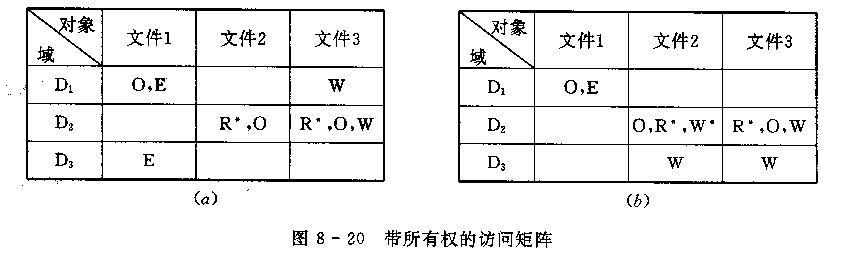 对象 文件1 文件2 文件3
域
D₁ O,E W
D₂ R*,O R*,O,W
D₃ E
(a)
对象 文件1 文件2 文件3
域
D₁ O,E
D₂ O,R*,W* R*,O,W
D₃ W W
(b)
图 8-20 带所有权的访问矩阵